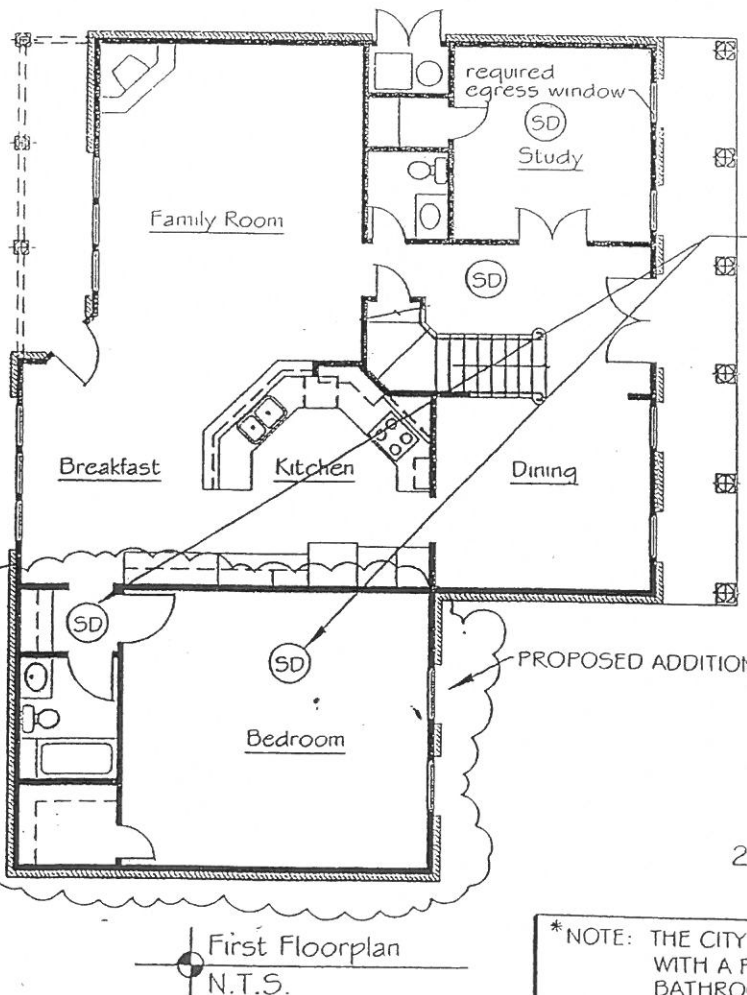 required
egress window
SD
Study
Family Room
SD
Breakfast
Kitchen
Dining
SD
SD
PROPOSED ADDITION
Bedroom
2
*NOTE: THE CITY
WITH A
BATHROO
First Floorplan
N.T.S.